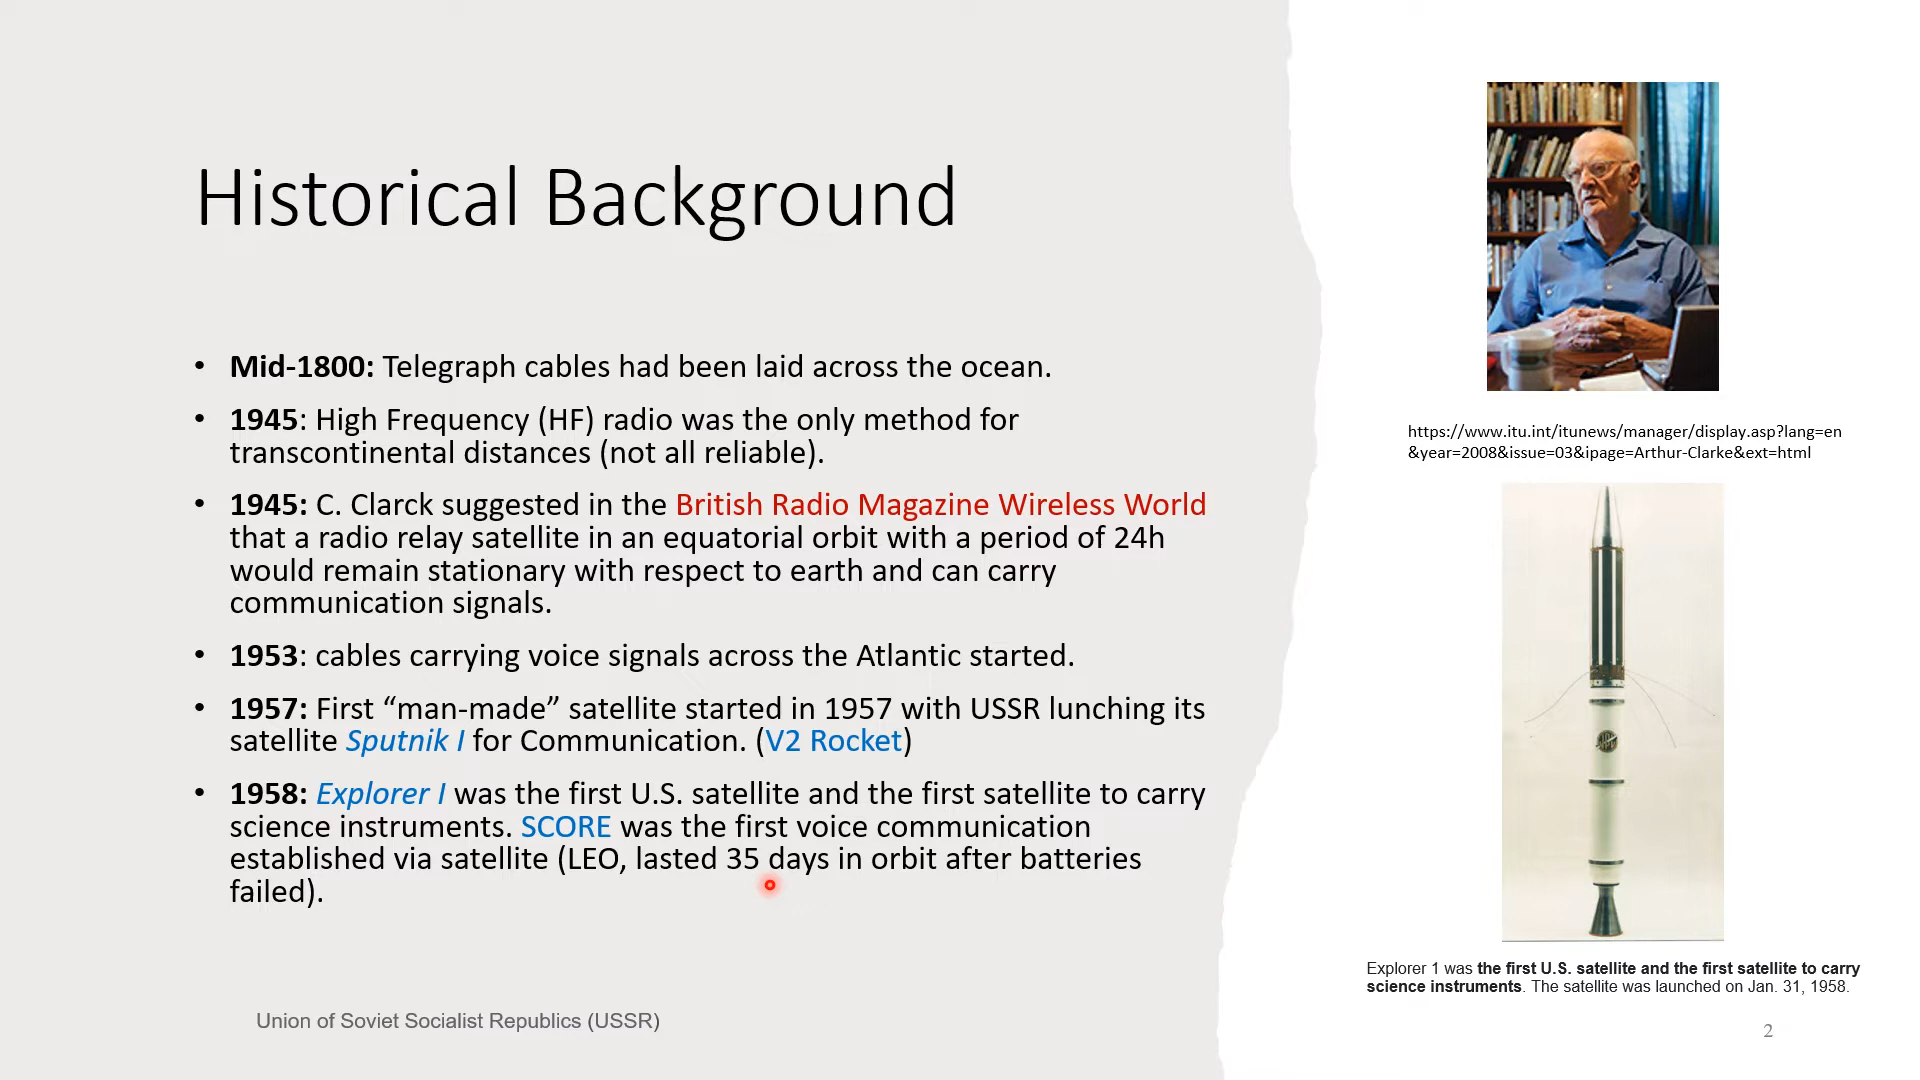 Historical Background
• Mid-1800: Telegraph cables had been laid across the ocean.
• 1945: High Frequency (HF) radio was the only method for
transcontinental distances (not all reliable).
• 1945: C. Clarck suggested in the British Radio Magazine Wireless World
that a radio relay satellite in an equatorial orbit with a period of 24h
would remain stationary with respect to earth and can carry
communication signals.
• 1953: cables carrying voice signals across the Atlantic started.
• 1957: First “man-made” satellite started in 1957 with USSR lunching its
satellite Sputnik I for Communication. (V2 Rocket)
• 1958: Explorer I was the first U.S. satellite and the first satellite to carry
science instruments. SCORE was the first voice communication
established via satellite (LEO, lasted 35 days in orbit after batteries
failed).
Union of Soviet Socialist Republics (USSR)
https://www.itu.int/itunews/manager/display.asp?lang=en
&year=2008&issue=03&ipage=Arthur-Clarke&ext=html
Explorer 1 was the first U.S. satellite and the first satellite to carry
science instruments. The satellite was launched on Jan. 31, 1958.
2